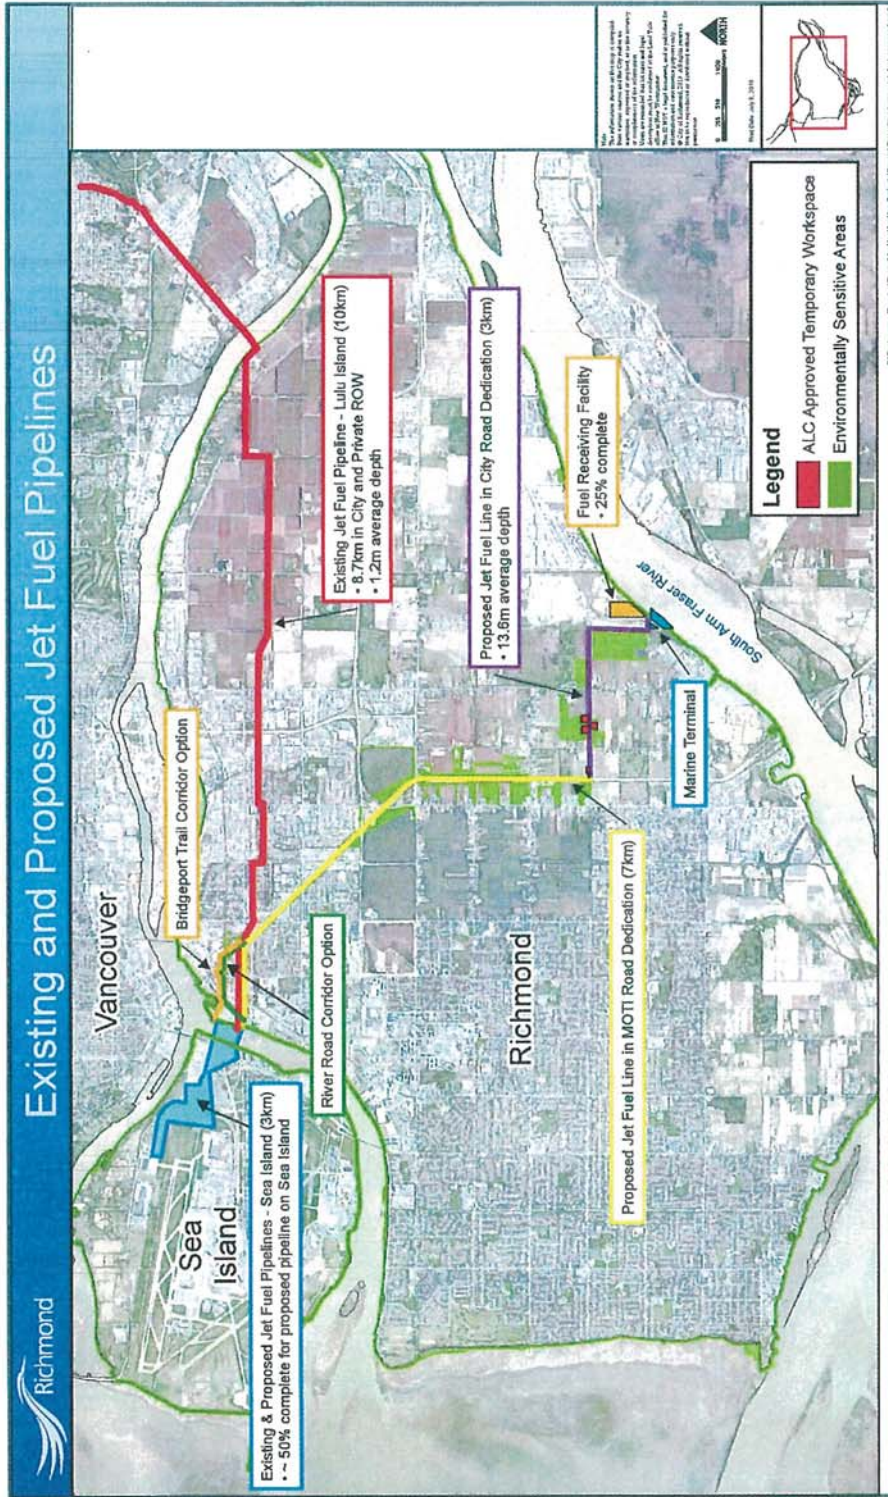 Richmond
Existing and Proposed Jet Fuel Pipelines
Vancouver
Sea
Island
Richmond
Existing & Proposed Jet Fuel Pipelines - Sea Island (3km)
• ~ 50% complete for proposed pipeline on Sea Island
Bridgeport Trail Corridor Option
River Road Corridor Option
Existing Jet Fuel Pipeline - Lulu Island (10km)
• 8.7km in City and Private ROW
• 1.2m average depth
Proposed Jet Fuel Line in City Road Dedication (3km)
• 13.6m average depth
Fuel Receiving Facility
• 25% complete
Proposed Jet Fuel Line in MOTI Road Dedication (7km)
Marine Terminal
South Arm Fraser River
Legend
ALC Approved Temporary Workspace
Environmentally Sensitive Areas
NORTH